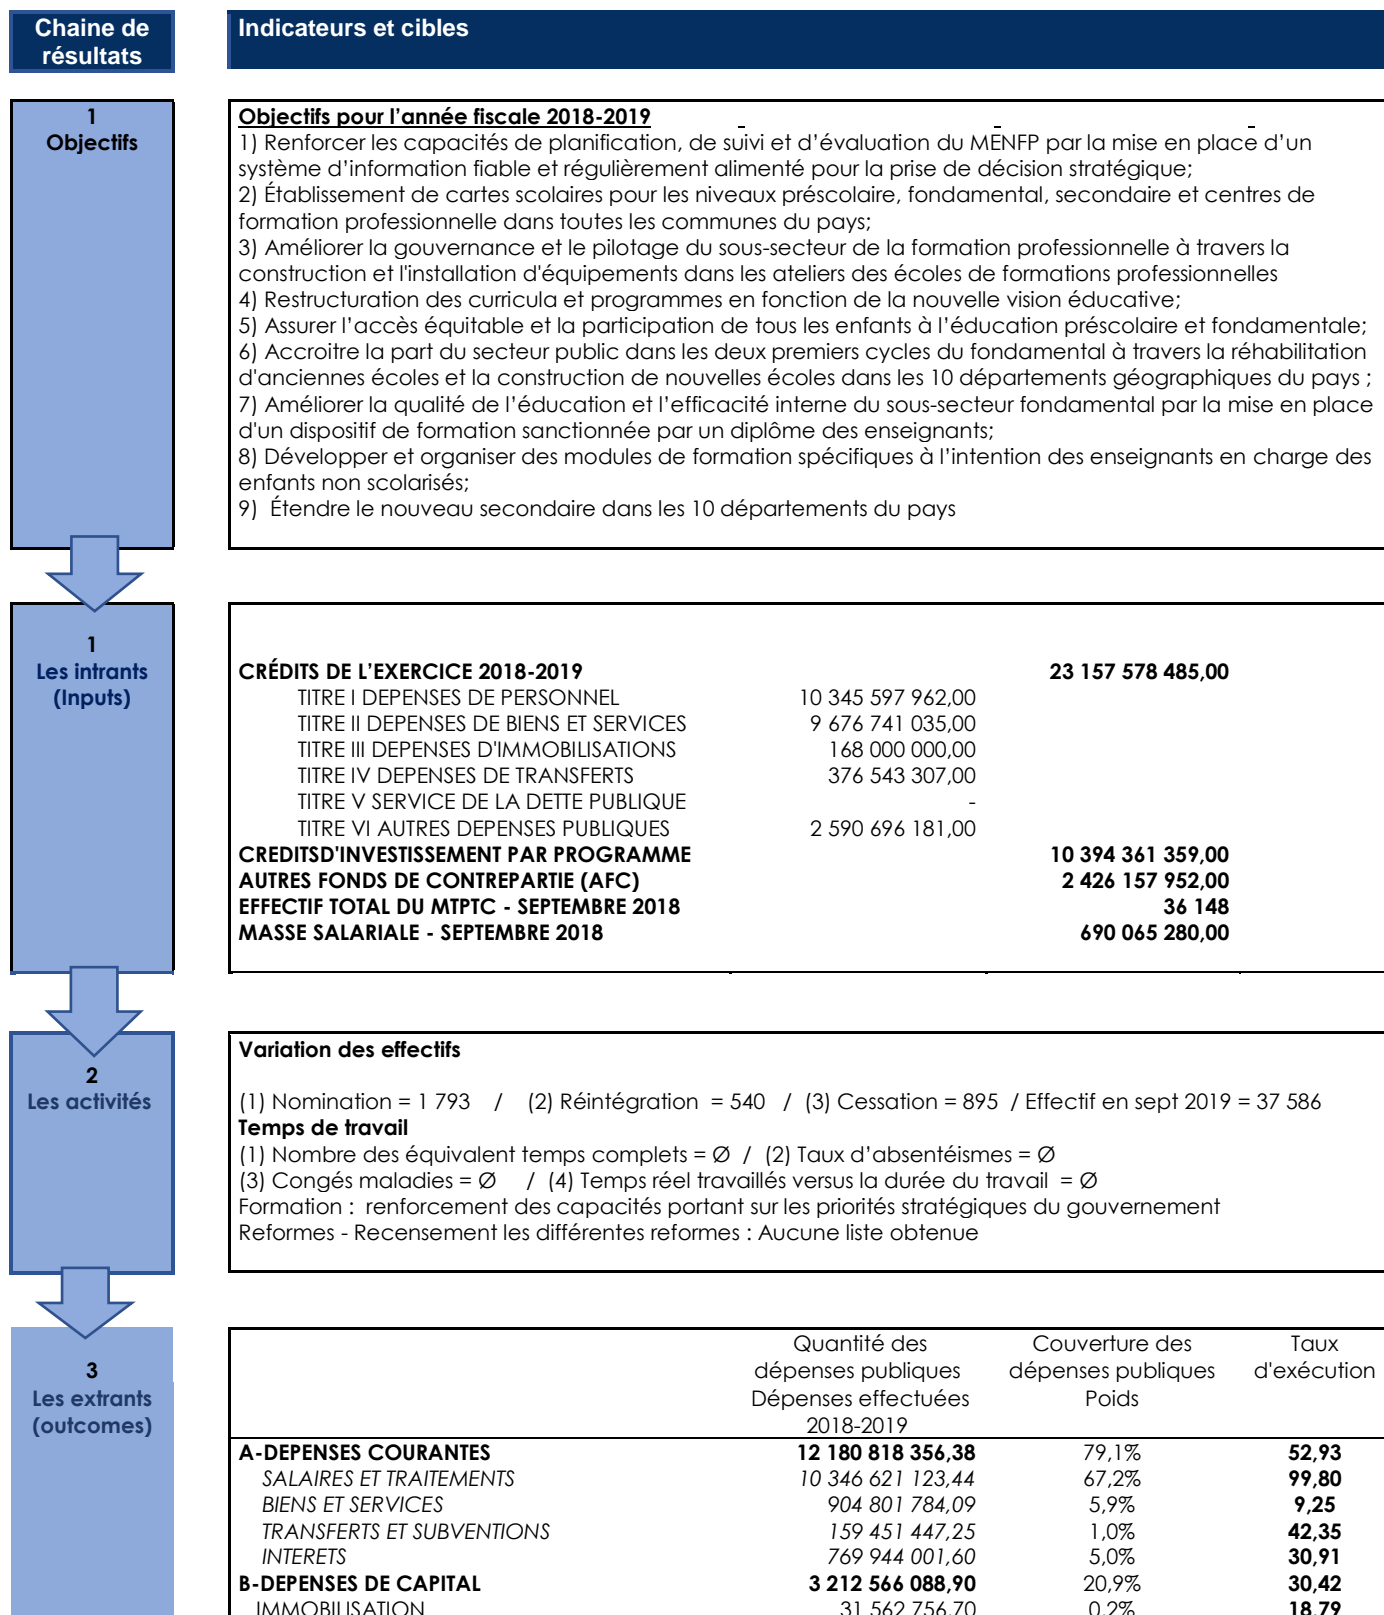 Chaine de
résultats
Indicateurs et cibles
1
Objectifs
Objectifs pour l’année fiscale 2018-2019
1) Renforcer les capacités de planification, de suivi et d’évaluation du MENFP par la mise en place d’un
système d’information fiable et régulièrement alimenté pour la prise de décision stratégique;
2) Établissement de cartes scolaires pour les niveaux préscolaire, fondamental, secondaire et centres de
formation professionnelle dans toutes les communes du pays;
3) Améliorer la gouvernance et le pilotage du sous-secteur de la formation professionnelle à travers la
construction et l'installation d'équipements dans les ateliers des écoles de formations professionnelles
4) Restructuration des curricula et programmes en fonction de la nouvelle vision éducative;
5) Assurer l’accès équitable et la participation de tous les enfants à l’éducation préscolaire et fondamentale;
6) Accroitre la part du secteur public dans les deux premiers cycles du fondamental à travers la réhabilitation
d'anciennes écoles et la construction de nouvelles écoles dans les 10 départements géographiques du pays ;
7) Améliorer la qualité de l’éducation et l’efficacité interne du sous-secteur fondamental par la mise en place
d'un dispositif de formation sanctionnée par un diplôme des enseignants;
8) Développer et organiser des modules de formation spécifiques à l’intention des enseignants en charge des
enfants non scolarisés;
9) Étendre le nouveau secondaire dans les 10 départements du pays
1
Les intrants
(Inputs)
CRÉDITS DE L’EXERCICE 2018-2019 23 157 578 485,00
TITRE I DEPENSES DE PERSONNEL 10 345 597 962,00
TITRE II DEPENSES DE BIENS ET SERVICES 9 676 741 035,00
TITRE III DEPENSES D'IMMOBILISATIONS 168 000 000,00
TITRE IV DEPENSES DE TRANSFERTS 376 543 307,00
TITRE V SERVICE DE LA DETTE PUBLIQUE -
TITRE VI AUTRES DEPENSES PUBLIQUES 2 590 696 181,00
CREDITSD'INVESTISSEMENT PAR PROGRAMME 10 394 361 359,00
AUTRES FONDS DE CONTREPARTIE (AFC) 2 426 157 952,00
EFFECTIF TOTAL DU MTPTC - SEPTEMBRE 2018 36 148
MASSE SALARIALE - SEPTEMBRE 2018 690 065 280,00
2
Les activités
Variation des effectifs
(1) Nomination = 1 793 / (2) Réintégration = 540 / (3) Cessation = 895 / Effectif en sept 2019 = 37 586
Temps de travail
(1) Nombre des équivalent temps complets = Ø / (2) Taux d’absentéismes = Ø
(3) Congés maladies = Ø / (4) Temps réel travaillés versus la durée du travail = Ø
Formation : renforcement des capacités portant sur les priorités stratégiques du gouvernement
Reformes - Recensement les différentes reformes : Aucune liste obtenue
3
Les extrants
(outcomes)
Quantité des Couverture des Taux
dépenses publiques dépenses publiques d'exécution
Dépenses effectuées Poids
2018-2019
A-DEPENSES COURANTES 12 180 818 356,38 79,1% 52,93
SALAIRES ET TRAITEMENTS 10 346 621 123,44 67,2% 99,80
BIENS ET SERVICES 904 801 784,09 5,9% 9,25
TRANSFERTS ET SUBVENTIONS 159 451 447,25 1,0% 42,35
INTERETS 769 944 001,60 5,0% 30,91
B-DEPENSES DE CAPITAL 3 212 566 088,90 20,9% 30,42
IMMOBILISATION 31 562 756,70 0,2% 18,79